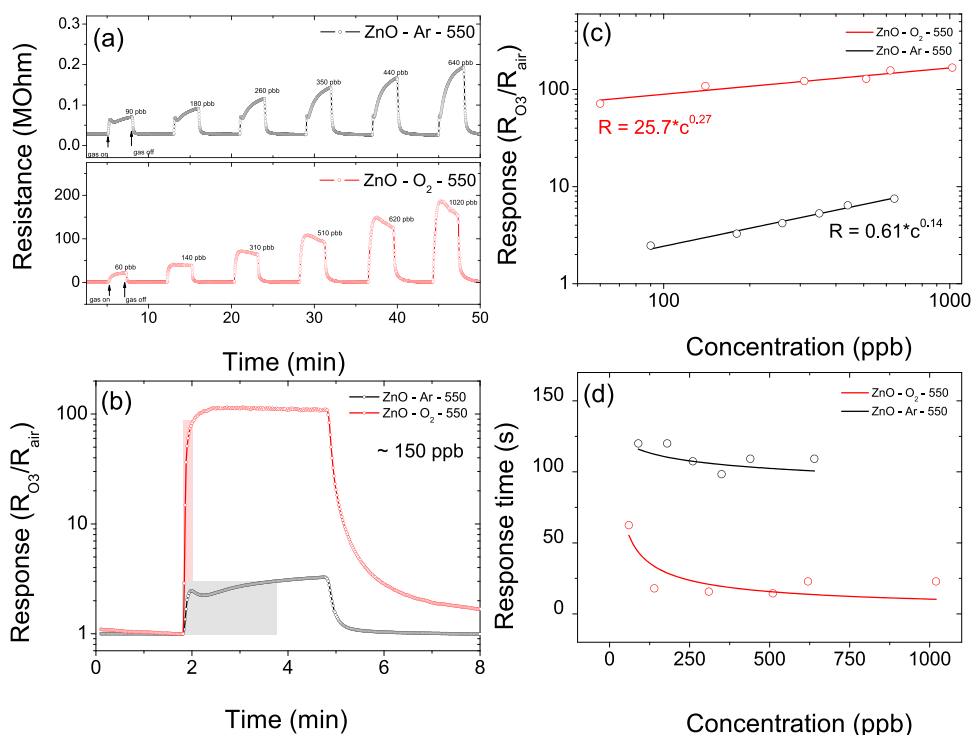 (a)
ZnO - Ar - 550
0.3
0.2
0.1
0.0
90 ppb
180 ppb
260 ppb
350 ppb
440 ppb
640 ppb
gas on
gas off
Resistance (MOhm)
ZnO - O2 - 550
200
100
0
60 ppb
140 ppb
310 ppb
510 ppb
620 ppb
1020 ppb
gas on
gas off
10 20 30 40 50
Time (min)
(b)
ZnO - Ar - 550
ZnO - O2 - 550
~ 150 ppb
Response (RO3/Rair)
100
10
1
0 2 4 6 8
Time (min)
(c)
ZnO - O2 - 550
ZnO - Ar - 550
Response (RO3/Rair)
100
10
1
R = 25.7*c^0.27
R = 0.61*c^0.14
100 1000
Concentration (ppb)
(d)
ZnO - O2 - 550
ZnO - Ar - 550
Response time (s)
150
100
50
0
0 250 500 750 1000
Concentration (ppb)